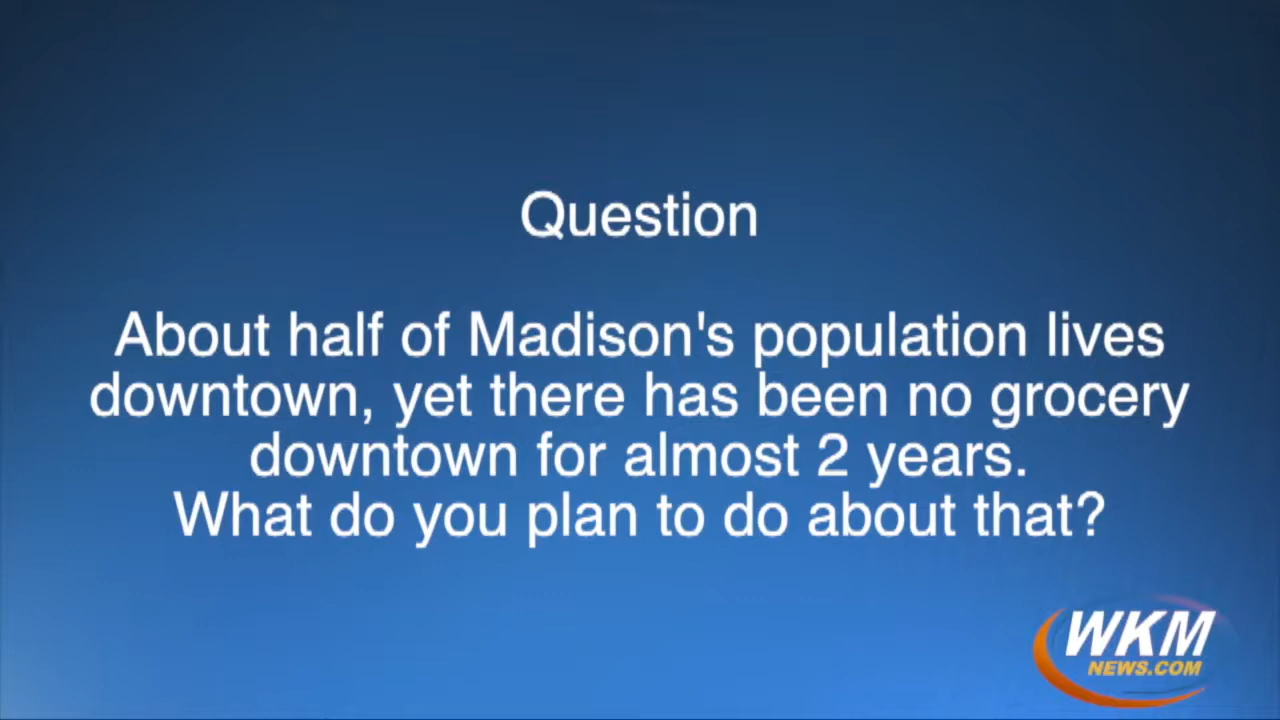 Question
About half of Madison's population lives
downtown, yet there has been no grocery
downtown for almost 2 years.
What do you plan to do about that?
WKM
NEWS.COM